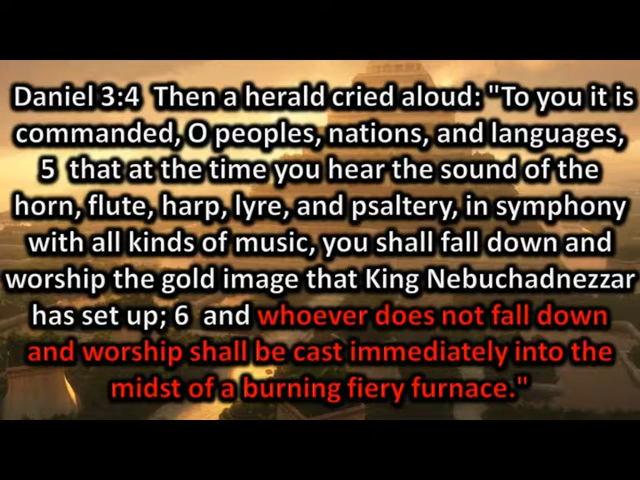 Daniel 3:4  Then a herald cried aloud: "To you it is
commanded, O peoples, nations, and languages,
5  that at the time you hear the sound of the
horn, flute, harp, lyre, and psaltery, in symphony
with all kinds of music, you shall fall down and
worship the gold image that King Nebuchadnezzar
has set up; 6  and whoever does not fall down
and worship shall be cast immediately into the
midst of a burning fiery furnace."